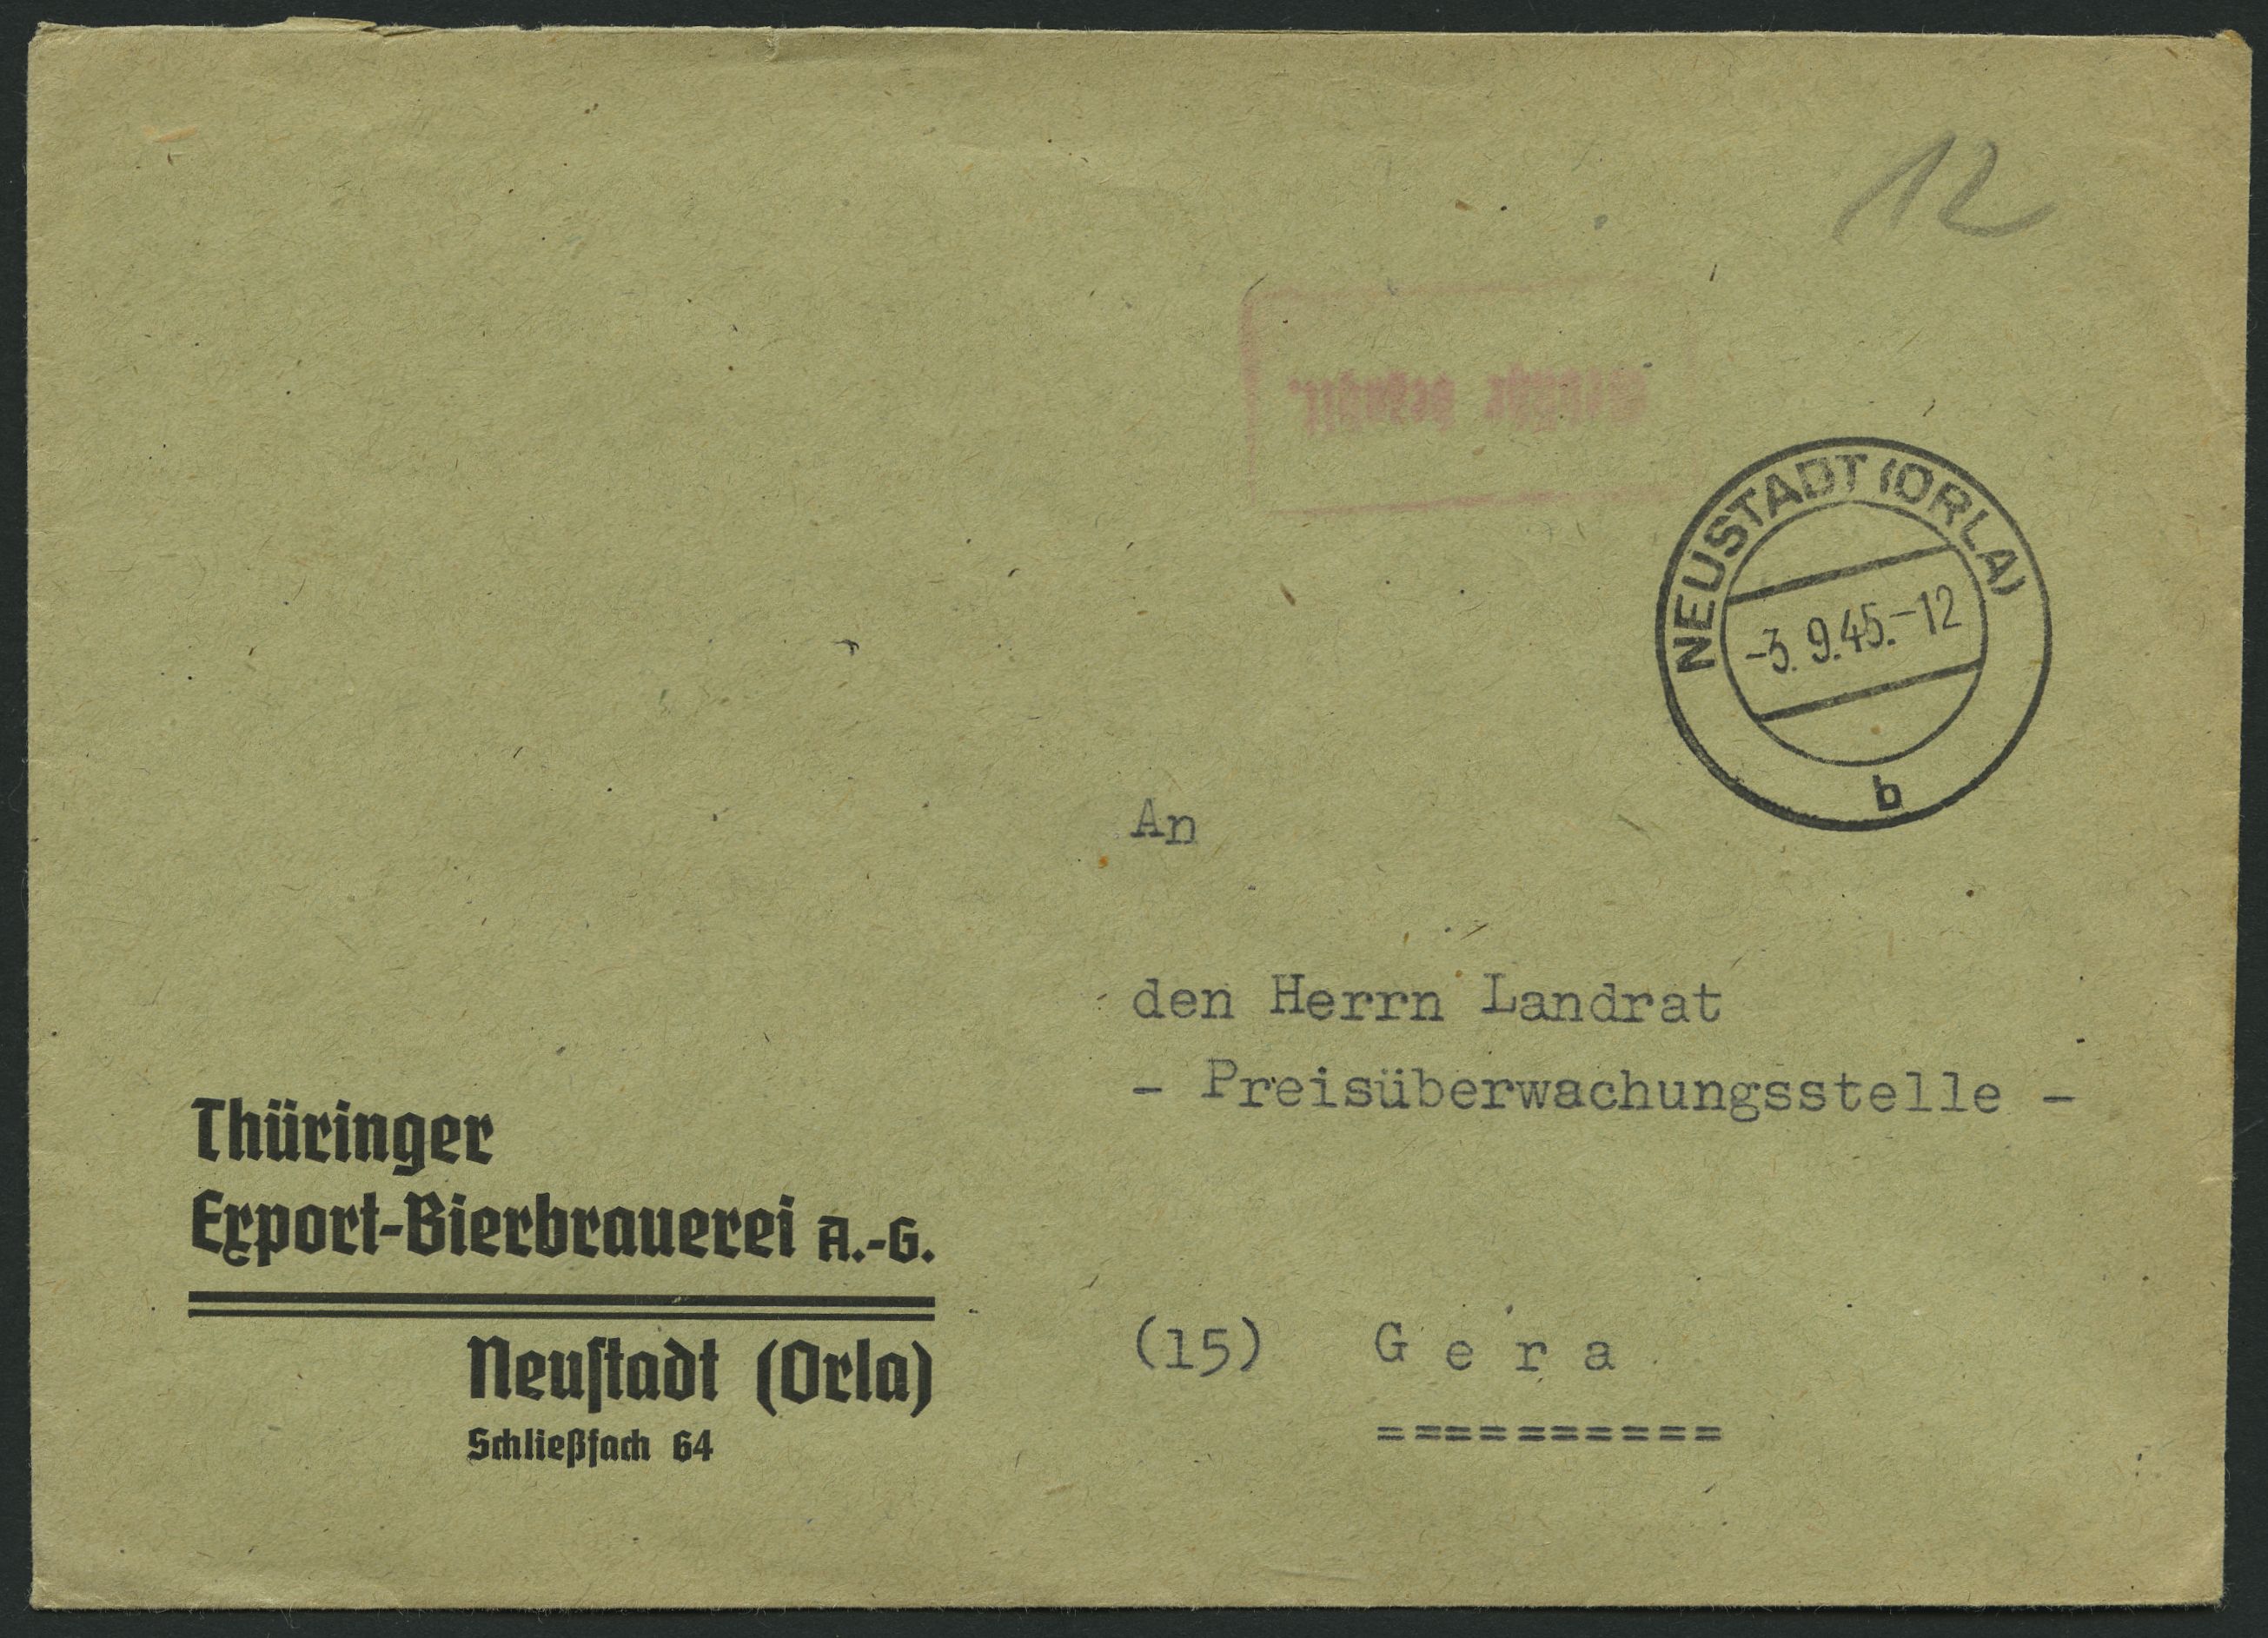 12
NEUSTADT (ORLA)
-3. 9.45.-12
b
An
den Herrn Landrat
- Preisüberwachungsstelle -
(15) G e r a
==========
Thüringer
Export-Bierbrauerei A.-G.
Neuſtadt (Orla)
Schließfach 64